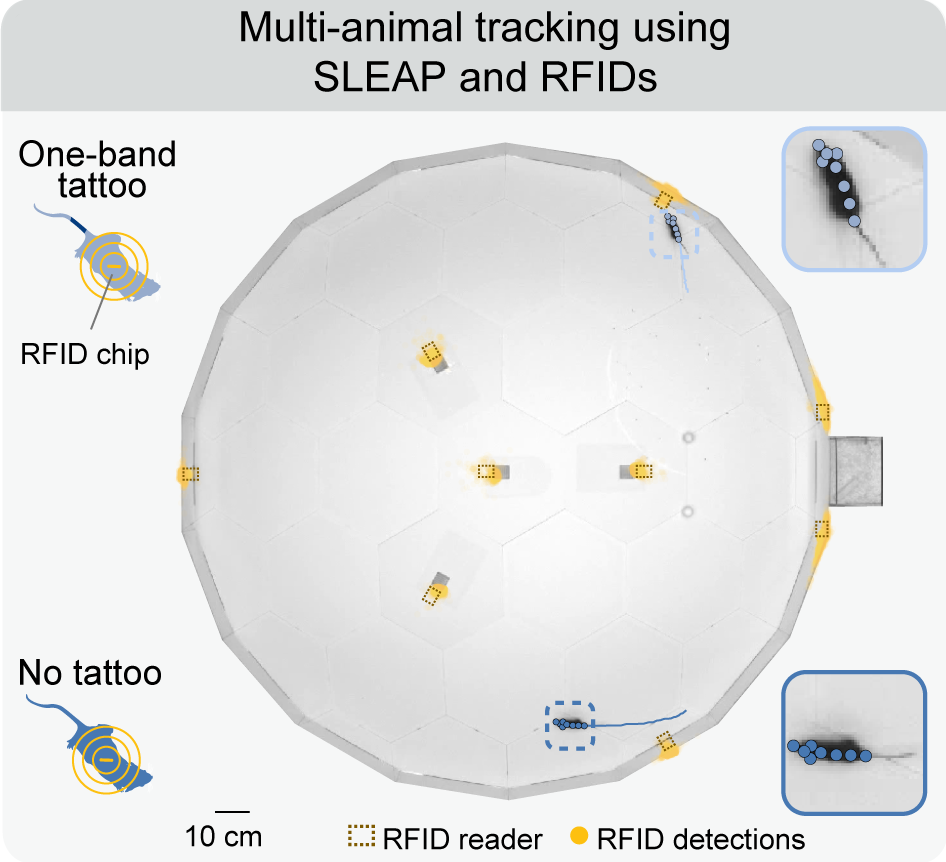 Multi-animal tracking using
SLEAP and RFIDs
One-band
tattoo
RFID chip
No tattoo
10 cm
RFID reader
RFID detections